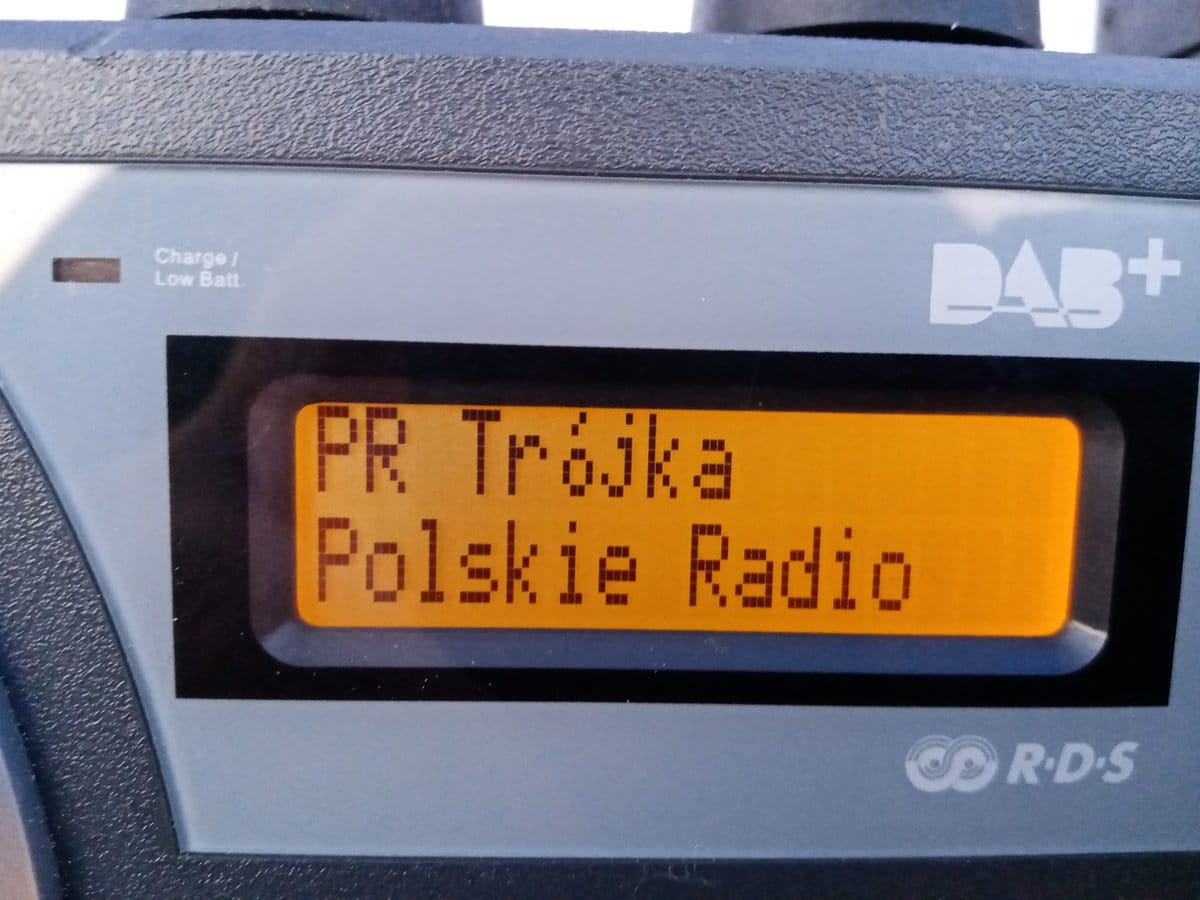 Charge /
Low Batt.
DAB+
PR Trójka
Polskie Radio
R·D·S